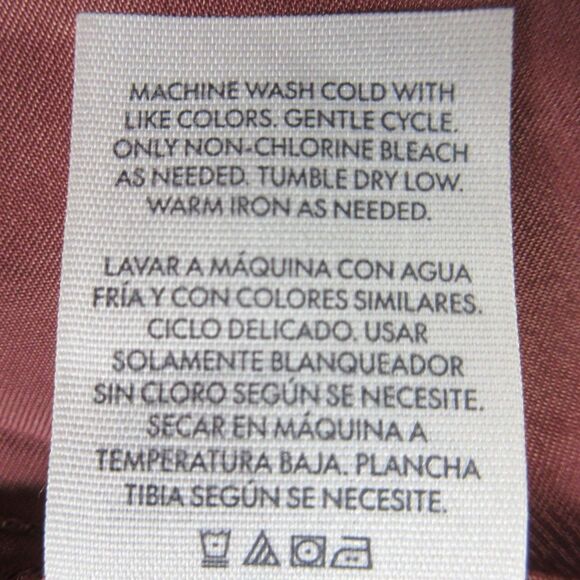 MACHINE WASH COLD WITH
LIKE COLORS. GENTLE CYCLE.
ONLY NON-CHLORINE BLEACH
AS NEEDED. TUMBLE DRY LOW.
WARM IRON AS NEEDED.
LAVAR A MÁQUINA CON AGUA
FRÍA Y CON COLORES SIMILARES.
CICLO DELICADO. USAR
SOLAMENTE BLANQUEADOR
SIN CLORO SEGÚN SE NECESITE.
SECAR EN MÁQUINA A
TEMPERATURA BAJA. PLANCHA
TIBIA SEGÚN SE NECESITE.